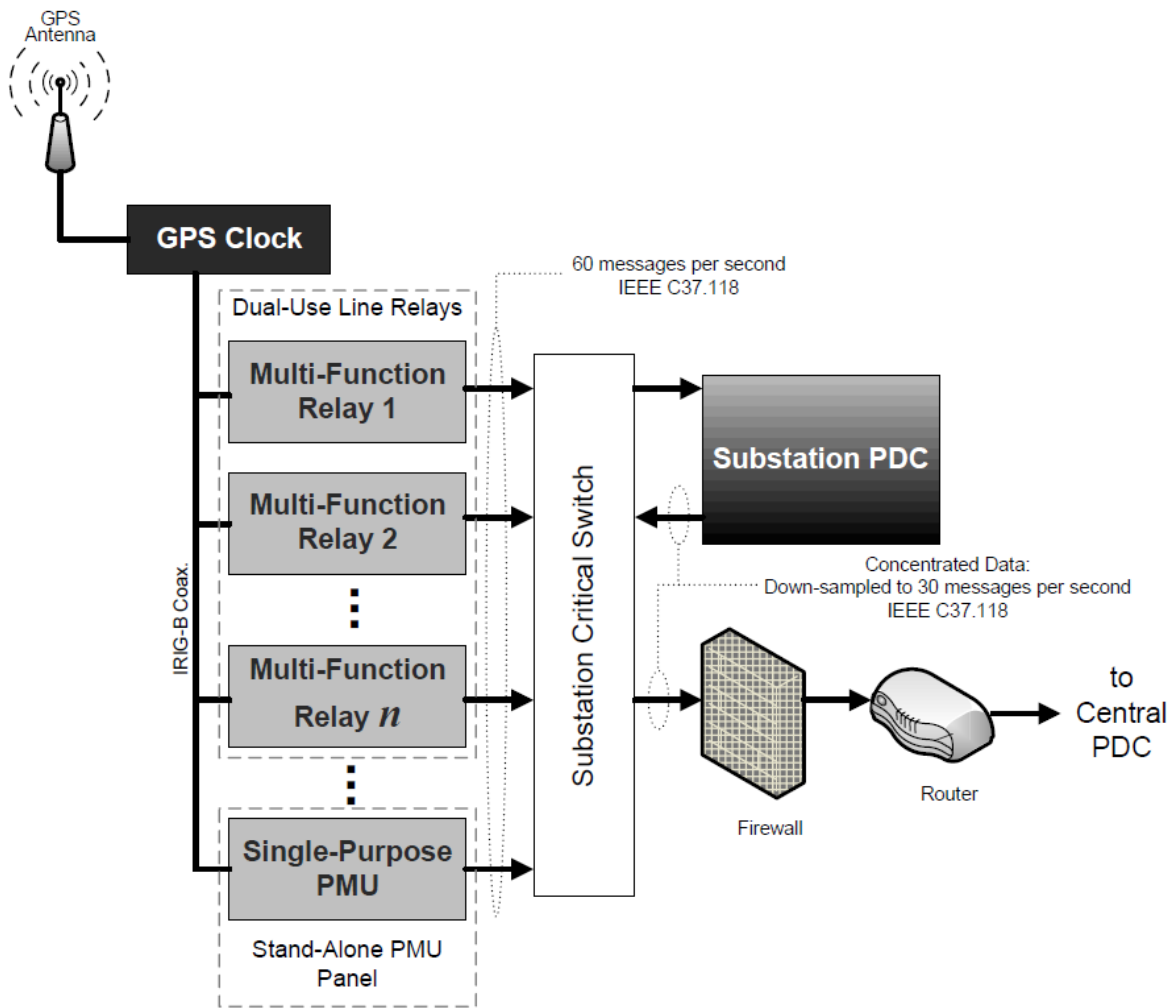 GPS
Antenna
GPS Clock
60 messages per second
IEEE C37.118
Dual-Use Line Relays
Multi-Function
Relay 1
Multi-Function
Relay 2
Multi-Function
Relay n
Single-Purpose
PMU
Stand-Alone PMU
Panel
IRIG-B Coax.
Substation Critical Switch
Substation PDC
Concentrated Data:
Down-sampled to 30 messages per second
IEEE C37.118
Firewall
Router
to
Central
PDC